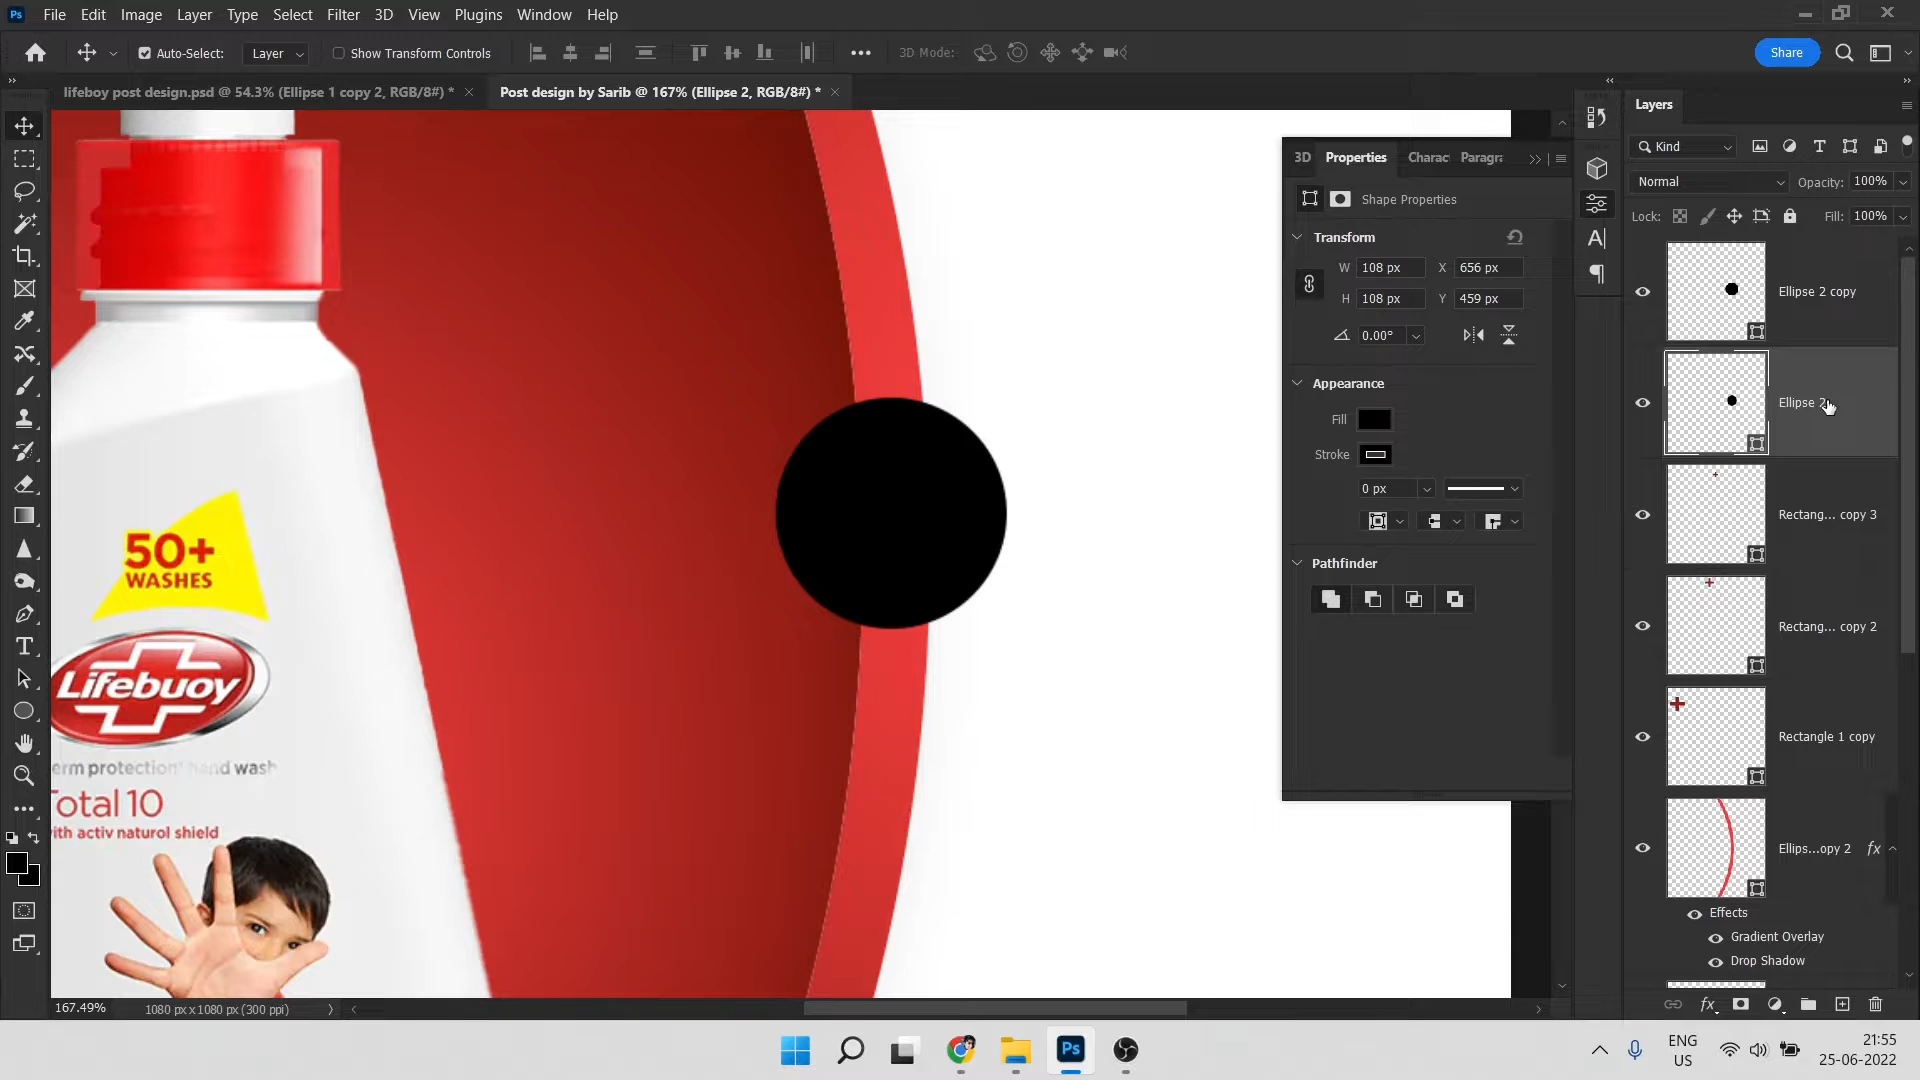 File Edit Image Layer Type Select Filter 3D View Plugins Window Help
Auto-Select: Layer Show Transform Controls 3D Mode: Share
lifeboy post design.psd @ 54.3% (Ellipse 1 copy 2, RGB/8#) * Post design by Sarib @ 167% (Ellipse 2, RGB/8#) *
Layers
3D Properties Charac Paragra
Kind
Normal Opacity: 100%
Shape Properties
Lock: Fill: 100%
Transform
W 108 px X 656 px
H 108 px Y 459 px
0.00°
Ellipse 2 copy
Appearance
Fill
Stroke
0 px
Ellipse 2
Pathfinder
Rectang... copy 3
Rectang... copy 2
Rectangle 1 copy
Ellips...opy 2 fx
Effects
Gradient Overlay
Drop Shadow
50+
WASHES
Lifebuoy
erm protection* hand wash
Total 10
ith activ naturol shield
167.49% 1080 px x 1080 px (300 ppi)
fx
Ps
ENG
US
21:55
25-06-2022